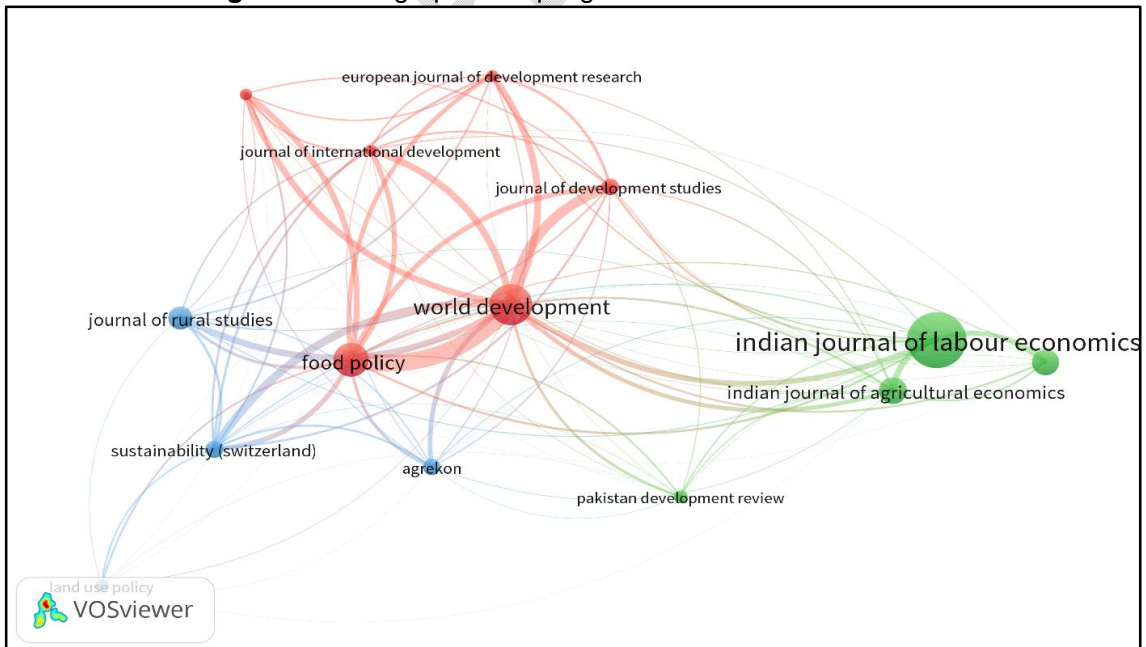 european journal of development research
journal of international development
journal of development studies
world development
journal of rural studies
indian journal of labour economics
food policy
indian journal of agricultural economics
sustainability (switzerland)
agrekon
pakistan development review
land use policy
VOSviewer